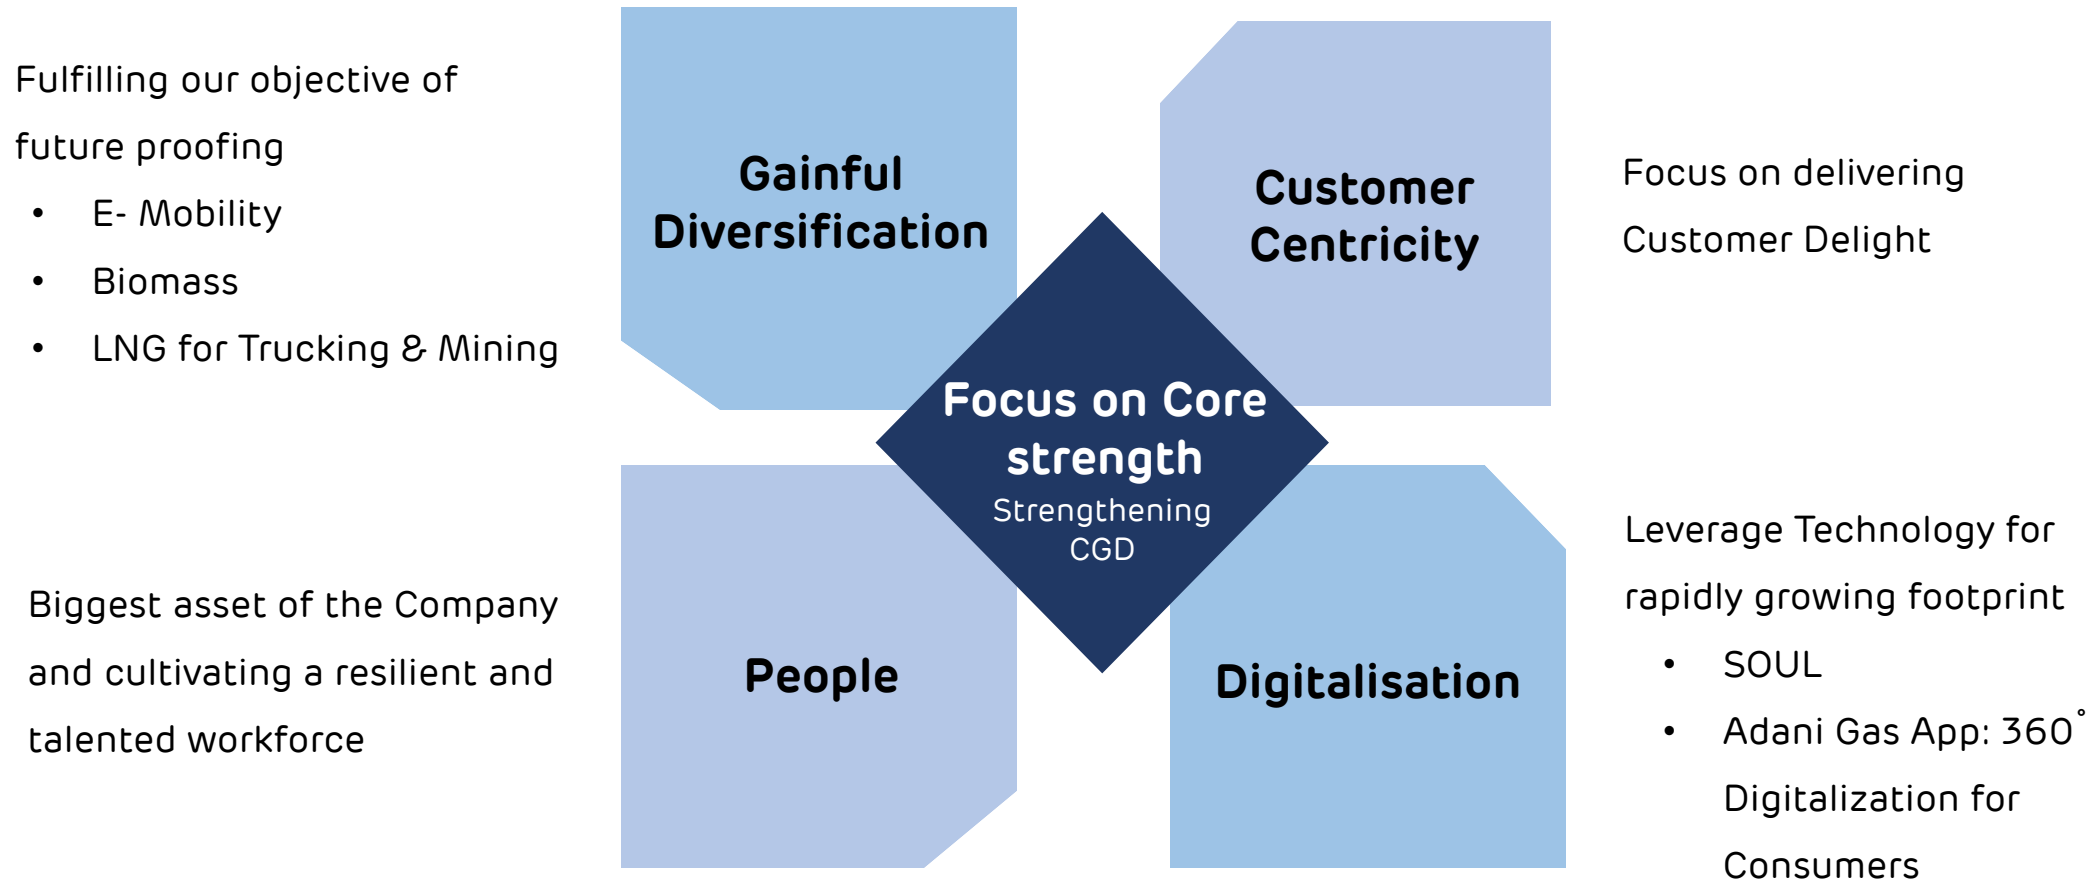 Fulfilling our objective of
future proofing
• E- Mobility
• Biomass
• LNG for Trucking & Mining
Gainful
Diversification
Customer
Centricity
Focus on delivering
Customer Delight
Focus on Core
strength
Strengthening
CGD
Biggest asset of the Company
and cultivating a resilient and
talented workforce
People
Digitalisation
Leverage Technology for
rapidly growing footprint
• SOUL
• Adani Gas App: 360°
Digitalization for
Consumers